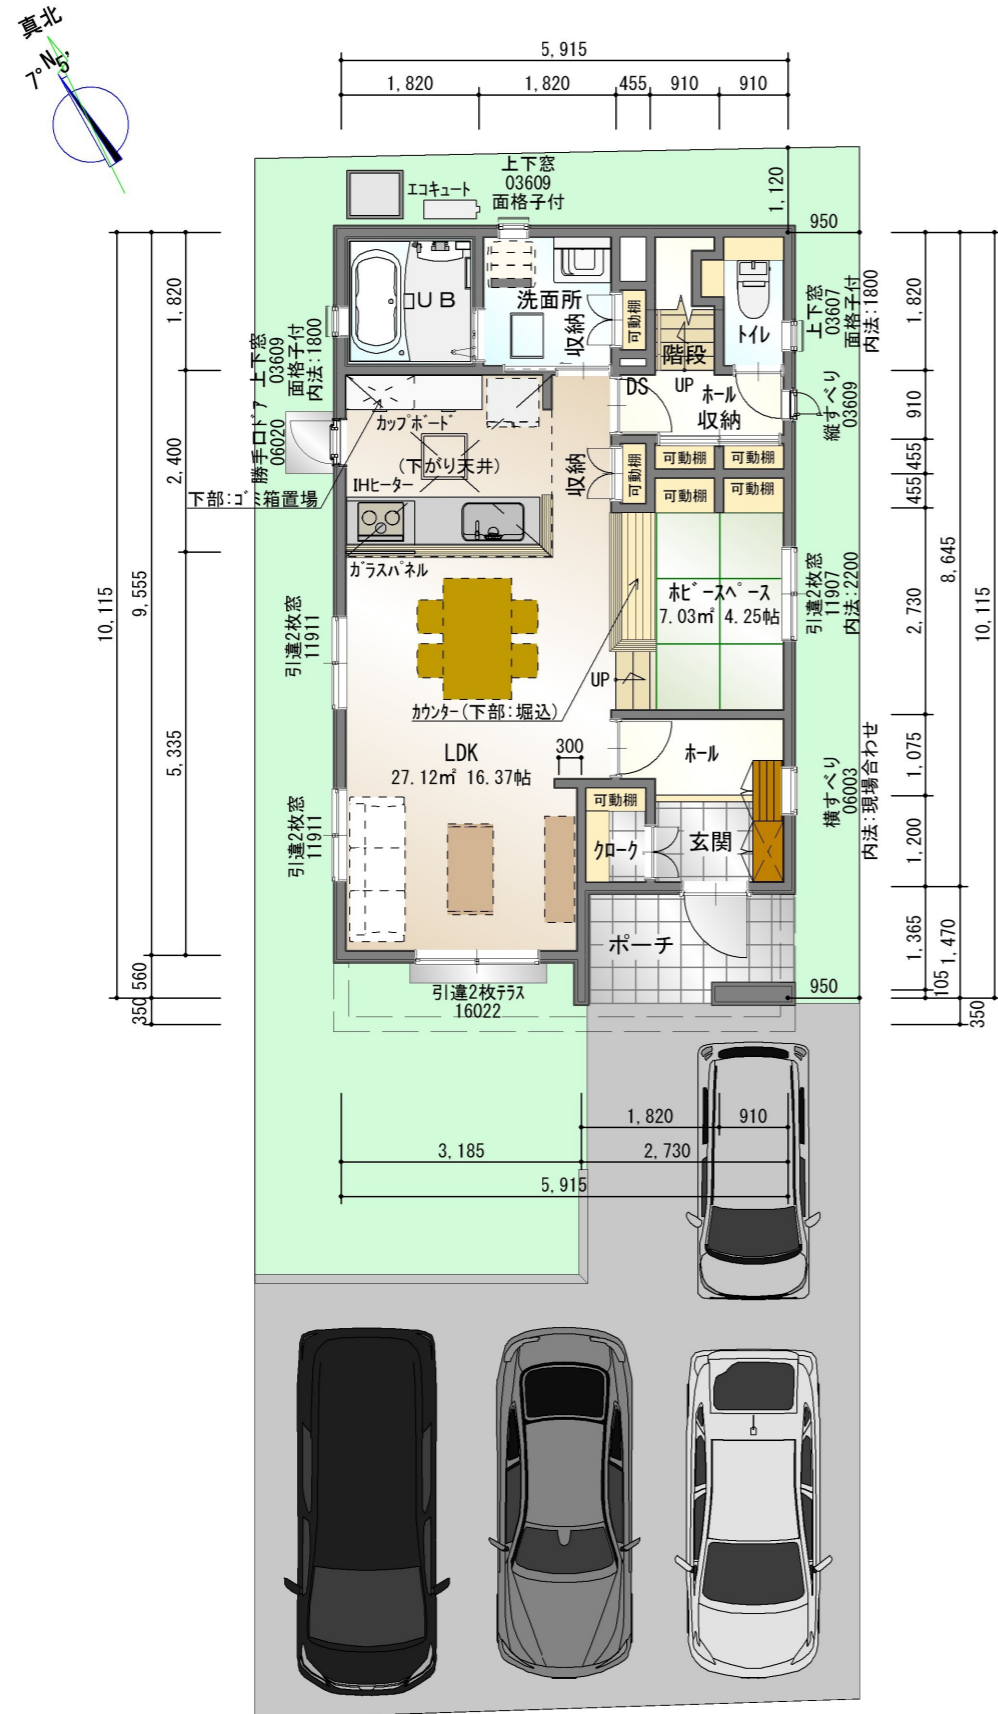 真北
7° N 5'
5,915
1,820
1,820
455
910
910
上下窓
03609
面格子付
エコキュート
1,120
950
1,820
2,400
5,335
9,555
10,115
560
350
1,820
910
455
455
2,730
1,075
1,200
1,365
105
8,645
1,470
10,115
350
950
上下窓
03609
面格子付
内法:1800
勝手口ドア
06020
下部:ゴミ箱置場
引違2枚窓
11911
引違2枚窓
11911
上下窓
03607
面格子付
内法:1800
縦すべり
03609
引違2枚窓
11907
内法:2200
横すべり
06003
内法:現場合わせ
UB
洗面所
収納
可動棚
階段
トイレ
DS
UP
ホール
収納
カップボード
(下がり天井)
IHヒーター
収納
可動棚
可動棚
可動棚
可動棚
可動棚
ガラスパネル
ホビースペース
7.03㎡ 4.25帖
UP
カウンター(下部:堀込)
LDK
27.12㎡ 16.37帖
300
ホール
可動棚
クローク
玄関
ポーチ
引違2枚テラス
16022
1,820
910
3,185
2,730
5,915